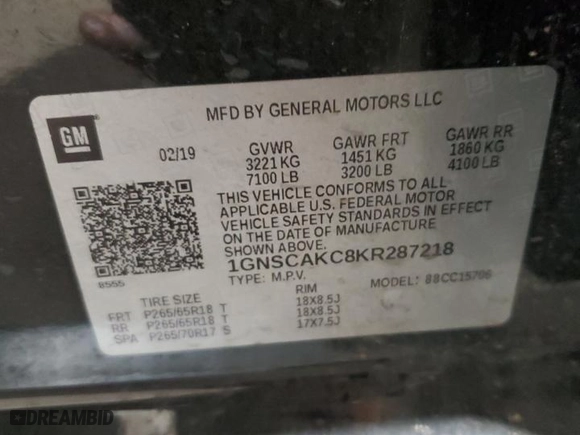 MFD BY GENERAL MOTORS LLC
GM
02/19 GVWR GAWR FRT GAWR RR
3221 KG 1451 KG 1860 KG
7100 LB 3200 LB 4100 LB
THIS VEHICLE CONFORMS TO ALL
APPLICABLE U.S. FEDERAL MOTOR
VEHICLE SAFETY STANDARDS IN EFFECT
ON THE DATE OF MANUFACTURE
SHOWN ABOVE.
1GNSCAKC8KR287218
8555
TYPE: M.P.V. MODEL: 88CC15706
TIRE SIZE RIM
FRT P265/65R18 T 18X8.5J
RR P265/65R18 T 18X8.5J
SPA P265/70R17 S 17X7.5J
DREAMBID